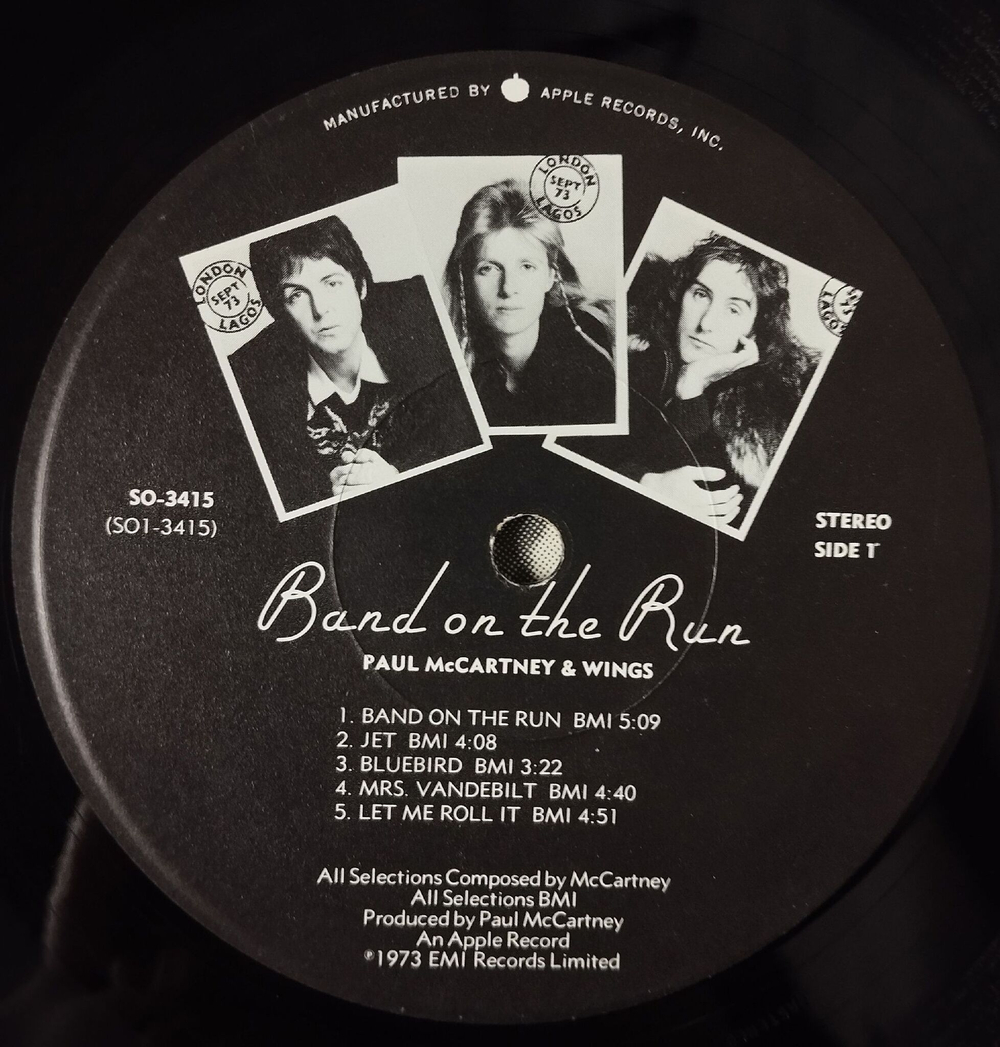 MANUFACTURED BY APPLE RECORDS, INC.
LONDON
SEPT
73
LAGOS
LONDON
SEPT
73
LAGOS
LONDON
73
LAGOS
SO-3415
(SO1-3415)
STEREO
SIDE 1
Band on the Run
PAUL McCARTNEY & WINGS
1. BAND ON THE RUN BMI 5:09
2. JET BMI 4:08
3. BLUEBIRD BMI 3:22
4. MRS. VANDEBILT BMI 4:40
5. LET ME ROLL IT BMI 4:51
All Selections Composed by McCartney
All Selections BMI
Produced by Paul McCartney
An Apple Record
℗1973 EMI Records Limited